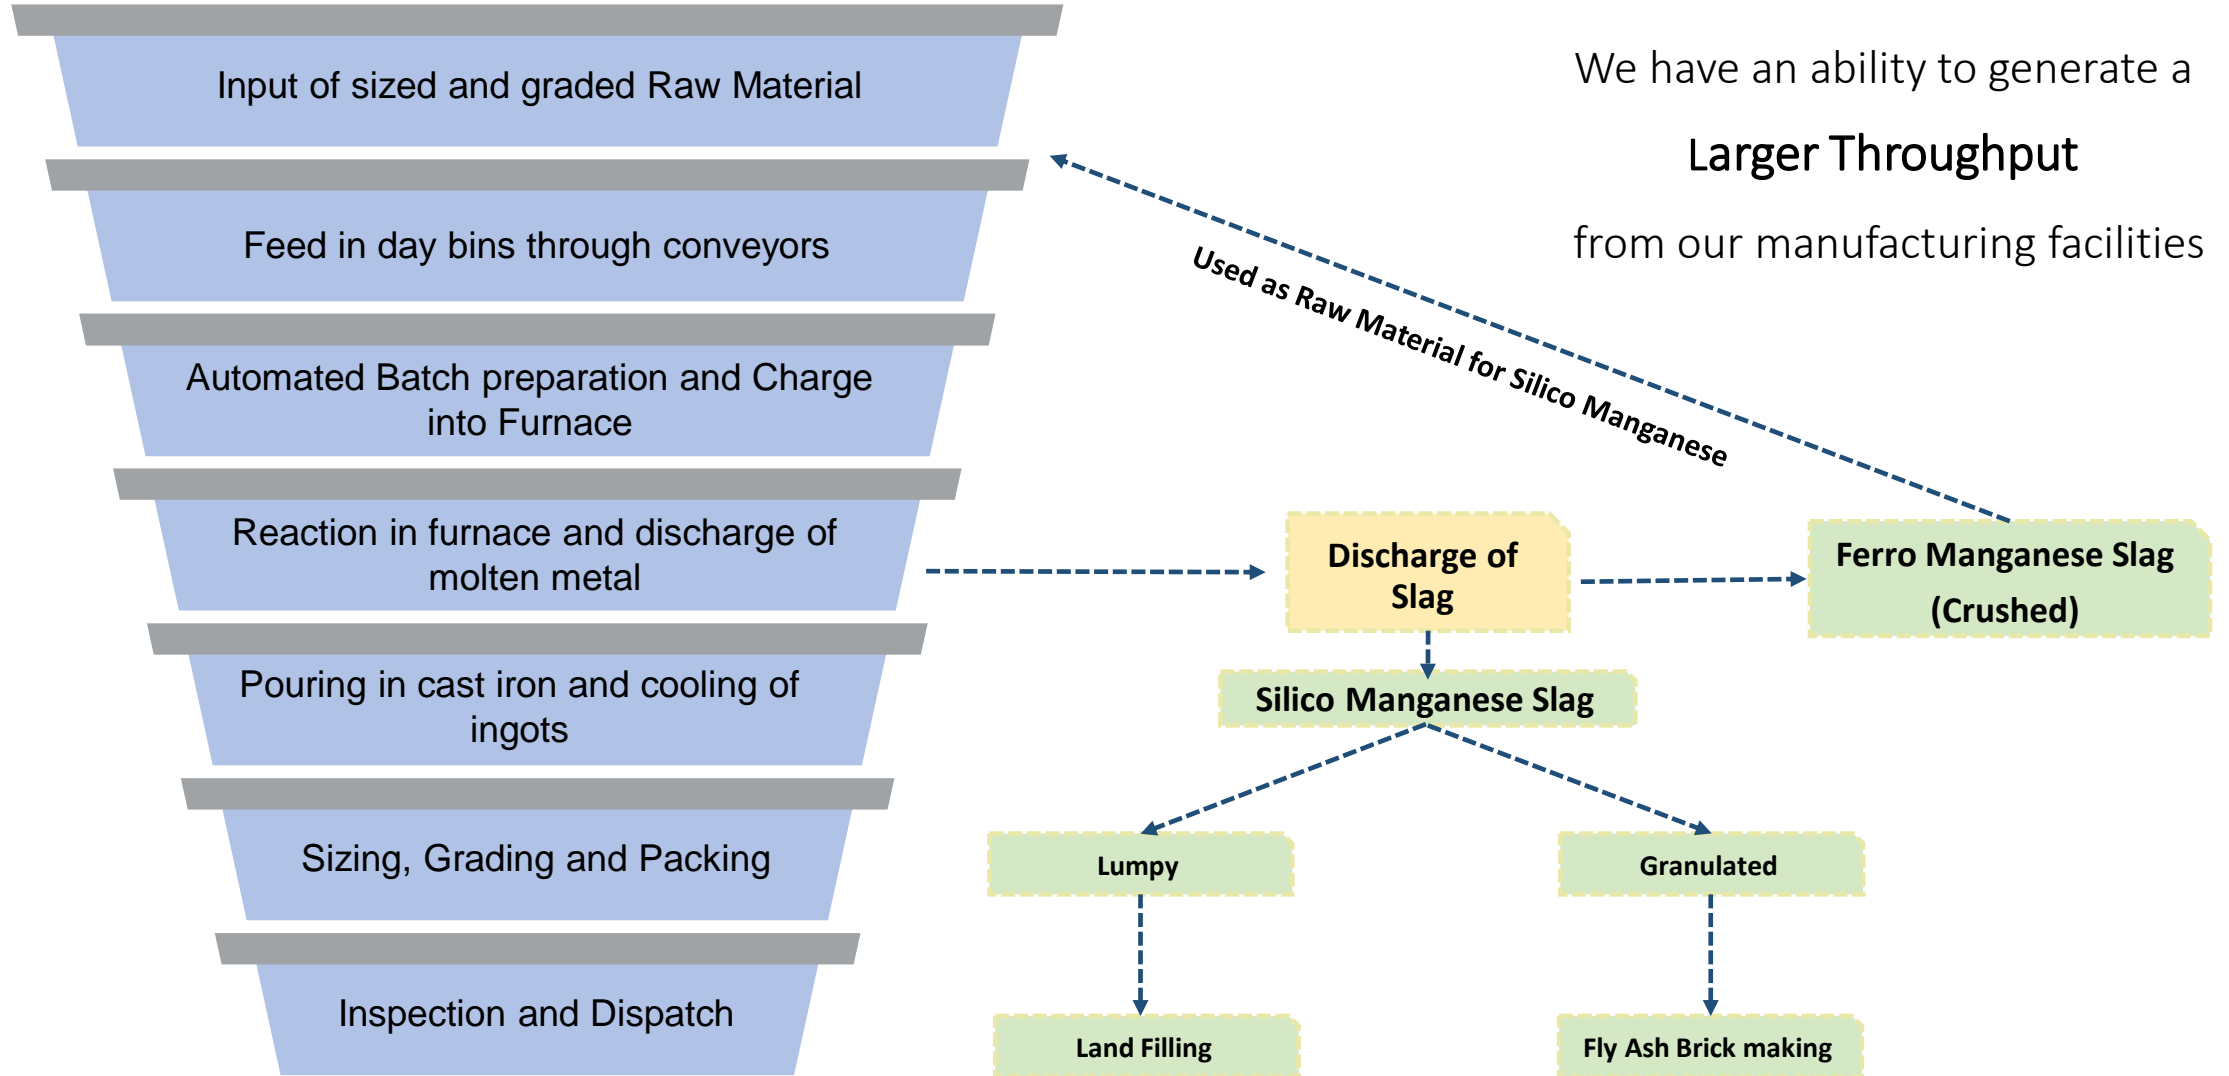 Input of sized and graded Raw Material
Feed in day bins through conveyors
Automated Batch preparation and Charge
into Furnace
Reaction in furnace and discharge of
molten metal
Pouring in cast iron and cooling of
ingots
Sizing, Grading and Packing
Inspection and Dispatch
We have an ability to generate a
Larger Throughput
from our manufacturing facilities
Used as Raw Material for Silico Manganese
Discharge of
Slag
Ferro Manganese Slag
(Crushed)
Silico Manganese Slag
Lumpy
Granulated
Land Filling
Fly Ash Brick making